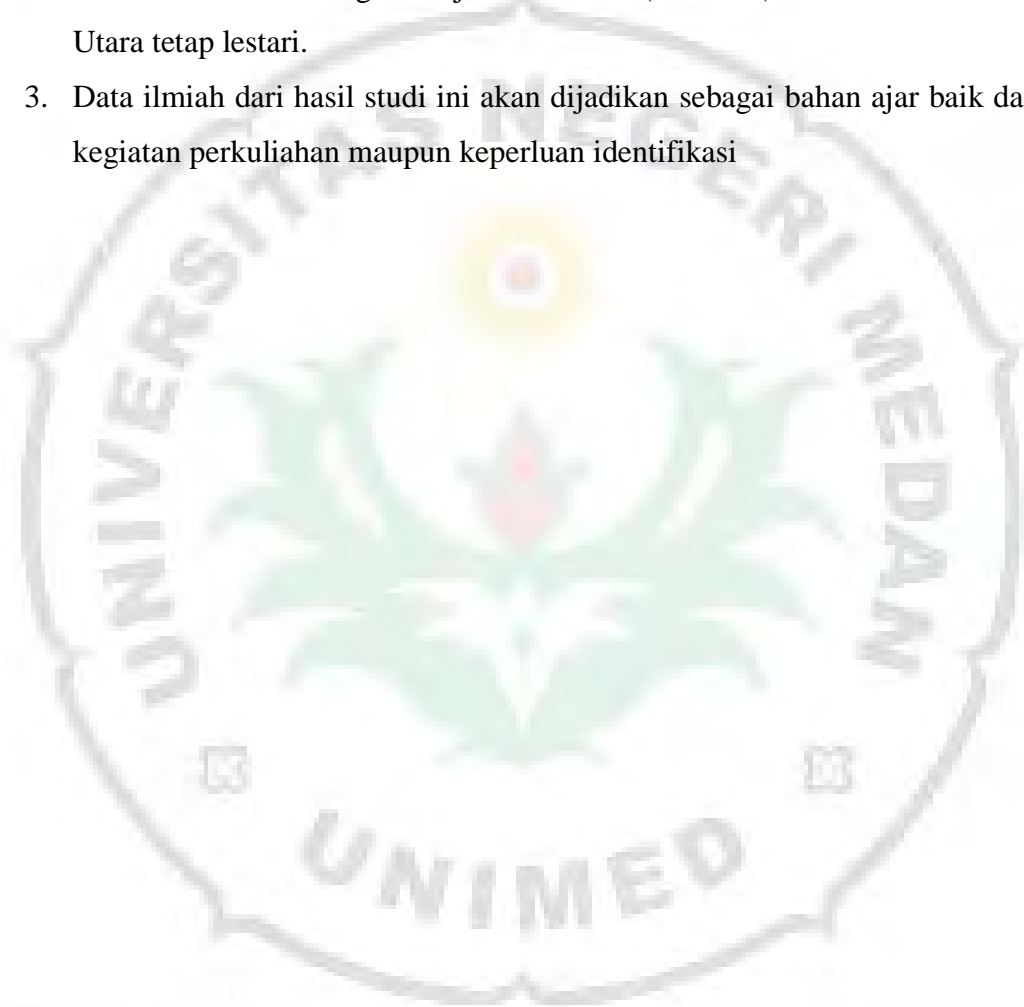 Utara tetap lestari.
3. Data ilmiah dari hasil studi ini akan dijadikan sebagai bahan ajar baik da
kegiatan perkuliahan maupun keperluan identifikasi
UNIVERSITAS NEGERI MEDAN
UNIMED